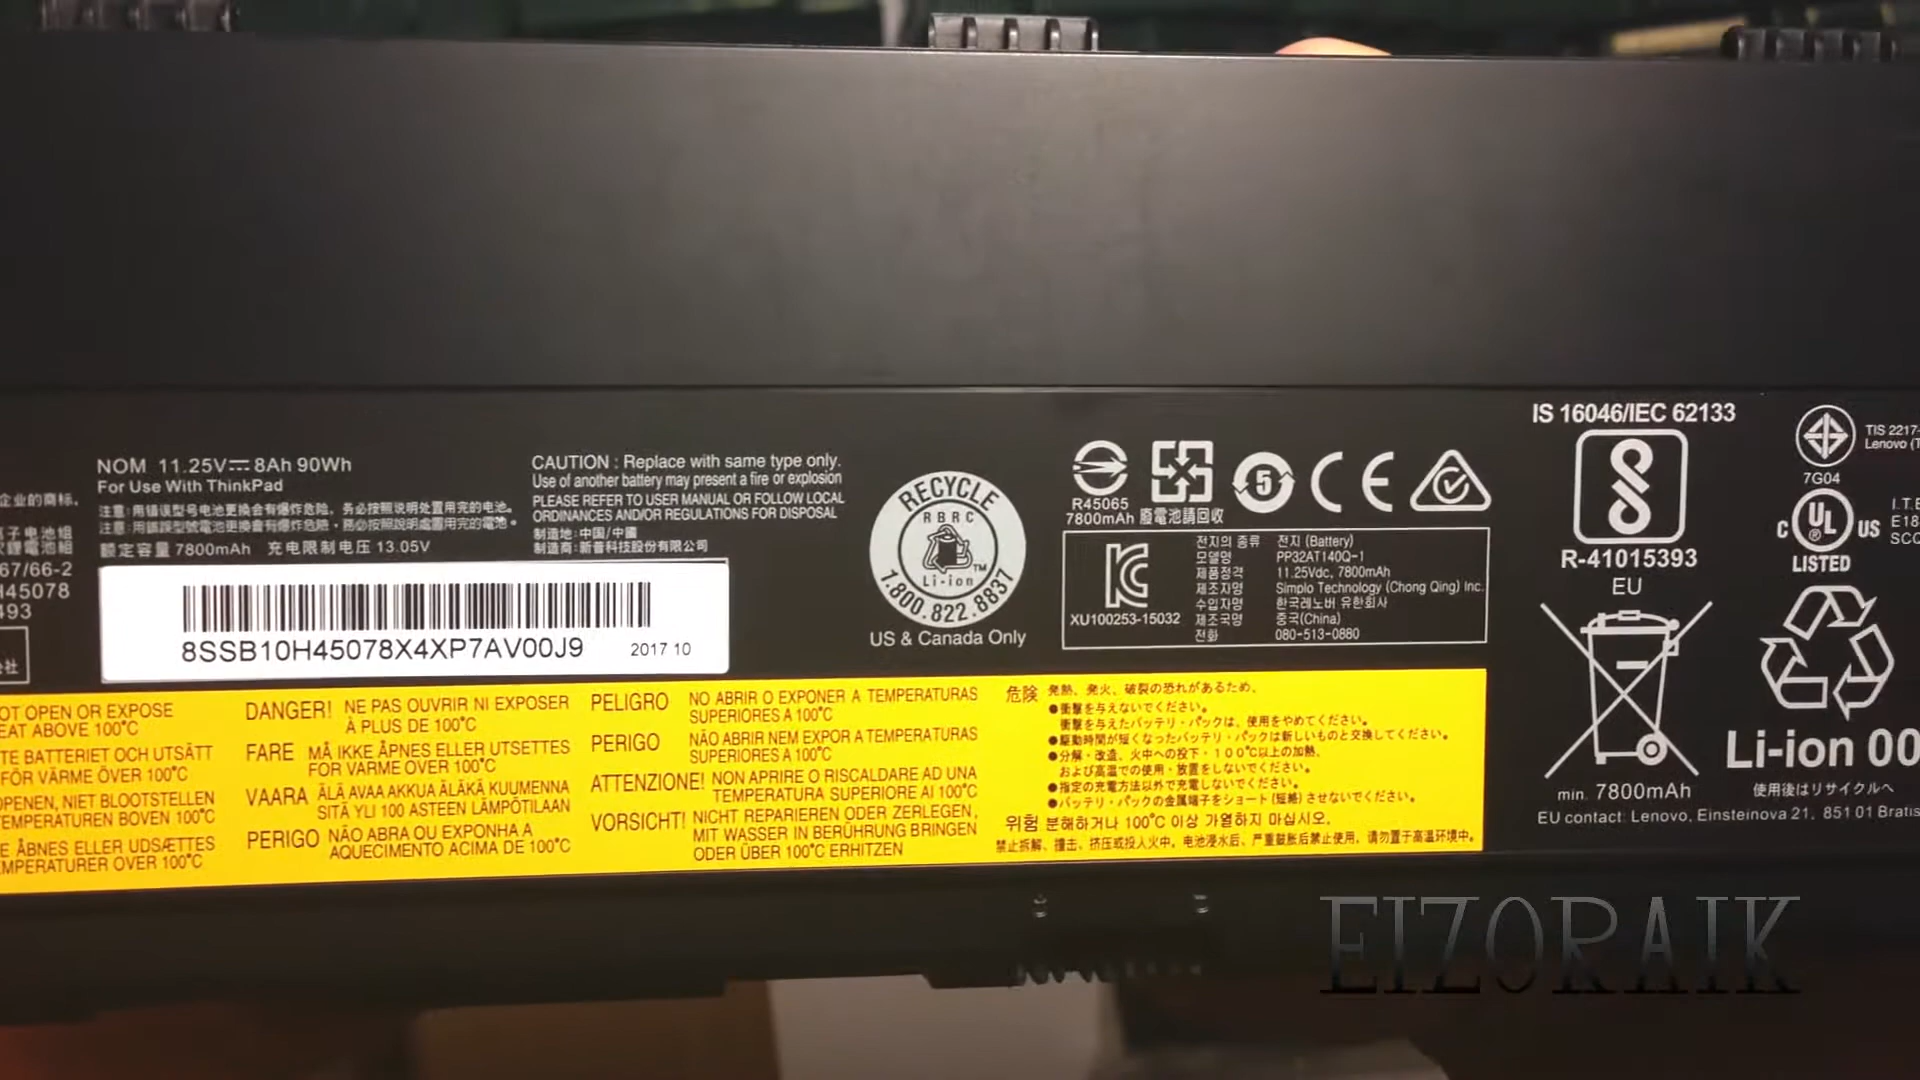 NOM 11.25V⎓8Ah 90Wh
For Use With ThinkPad
注意:用错误型号电池更换会有爆炸危险,务必按照说明处置用完的电池。
注意:用錯誤型號電池更換會有爆炸危險,務必按照說明處置用完的電池。
額定容量 7800mAh 充电限制电压 13.05V
企业的商标.
子电池组
鋰電池組
67/66-2
H45078
493
8SSB10H45078X4XP7AV00J9
2017 10
CAUTION : Replace with same type only.
Use of another battery may present a fire or explosion
PLEASE REFER TO USER MANUAL OR FOLLOW LOCAL
ORDINANCES AND/OR REGULATIONS FOR DISPOSAL
制造地:中国/中國
制造商:新普科技股份有限公司
RECYCLE
RBRC
Li-ion TM
1.800.822.8837
US & Canada Only
R45065
7800mAh 廢電池請回收
5
CE
XU100253-15032
전지의 종류 전지 (Battery)
모델명 PP32AT140Q-1
제품정격 11.25Vdc, 7800mAh
제조자명 Simplo Technology (Chong Qing) Inc.
수입자명 한국레노버 유한회사
제조국명 중국(China)
전화 080-513-0880
IS 16046/IEC 62133
R-41015393
EU
min. 7800mAh
EU contact: Lenovo, Einsteinova 21, 851 01 Bratis
TIS 2217-
Lenovo (T
7G04
C UL US
LISTED
I.T.E
E18
SCO
Li-ion 00
使用後はリサイクルへ
OT OPEN OR EXPOSE
EAT ABOVE 100°C
TE BATTERIET OCH UTSÄTT
FÖR VÄRME ÖVER 100°C
OPENEN, NIET BLOOTSTELLEN
TEMPERATUREN BOVEN 100°C
E ÅBNES ELLER UDSÆTTES
EMPERATURER OVER 100°C
DANGER! NE PAS OUVRIR NI EXPOSER
À PLUS DE 100°C
FARE MÅ IKKE ÅPNES ELLER UTSETTES
FOR VARME OVER 100°C
VAARA ÄLÄ AVAA AKKUA ÄLÄKÄ KUUMENNA
SITÄ YLI 100 ASTEEN LÄMPÖTILAAN
PERIGO NÃO ABRA OU EXPONHA A
AQUECIMENTO ACIMA DE 100°C
PELIGRO NO ABRIR O EXPONER A TEMPERATURAS
SUPERIORES A 100°C
PERIGO NÃO ABRIR NEM EXPOR A TEMPERATURAS
SUPERIORES A 100°C
ATTENZIONE! NON APRIRE O RISCALDARE AD UNA
TEMPERATURA SUPERIORE AI 100°C
VORSICHT! NICHT REPARIEREN ODER ZERLEGEN,
MIT WASSER IN BERÜHRUNG BRINGEN
ODER ÜBER 100°C ERHITZEN
危険 発熱、発火、破裂の恐れがあるため、
●衝撃を与えないでください。
衝撃を与えたバッテリ・パックは、使用をやめてください。
●駆動時間が短くなったバッテリ・パックは新しいものと交換してください。
●分解・改造、火中への投下・100℃以上の加熱、
および高温での使用・放置をしないでください。
●指定の充電方法以外で充電しないでください。
●バッテリ・パックの金属端子をショート(短絡)させないでください。
위험 분해하거나 100°C 이상 가열하지 마십시오.
禁止拆解、撞击、挤压或投入火中。电池浸水后、严重鼓胀后禁止使用,请勿置于高温环境中。
EIZORAIK